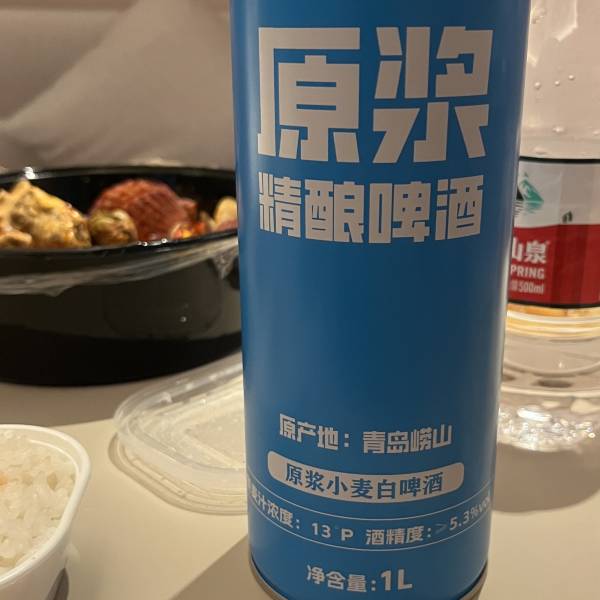 原浆
精酿啤酒
原产地：青岛崂山
原浆小麦白啤酒
麦汁浓度：13°P 酒精度：≥5.3%vol
净含量：1L
山泉
PRING
500ml